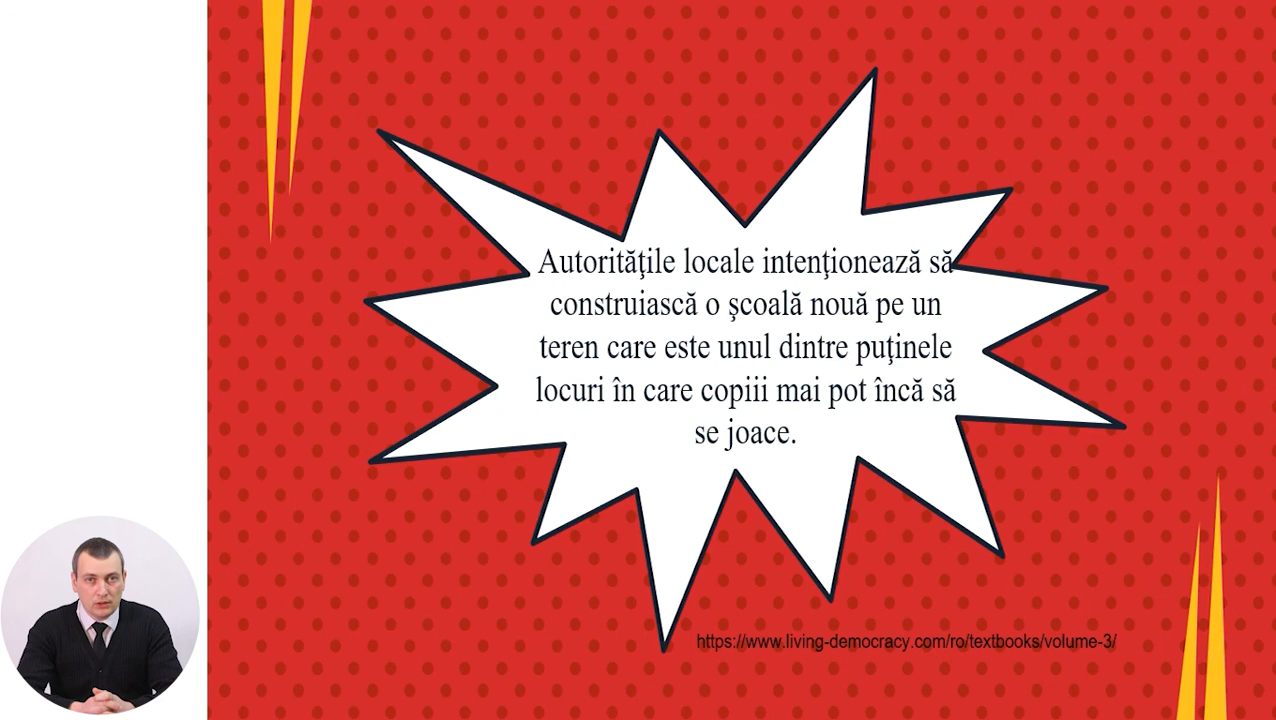 Autorităţile locale intenţionează să
construiască o şcoală nouă pe un
teren care este unul dintre puţinele
locuri în care copiii mai pot încă să
se joace.
https://www.living-democracy.com/ro/textbooks/volume-3/